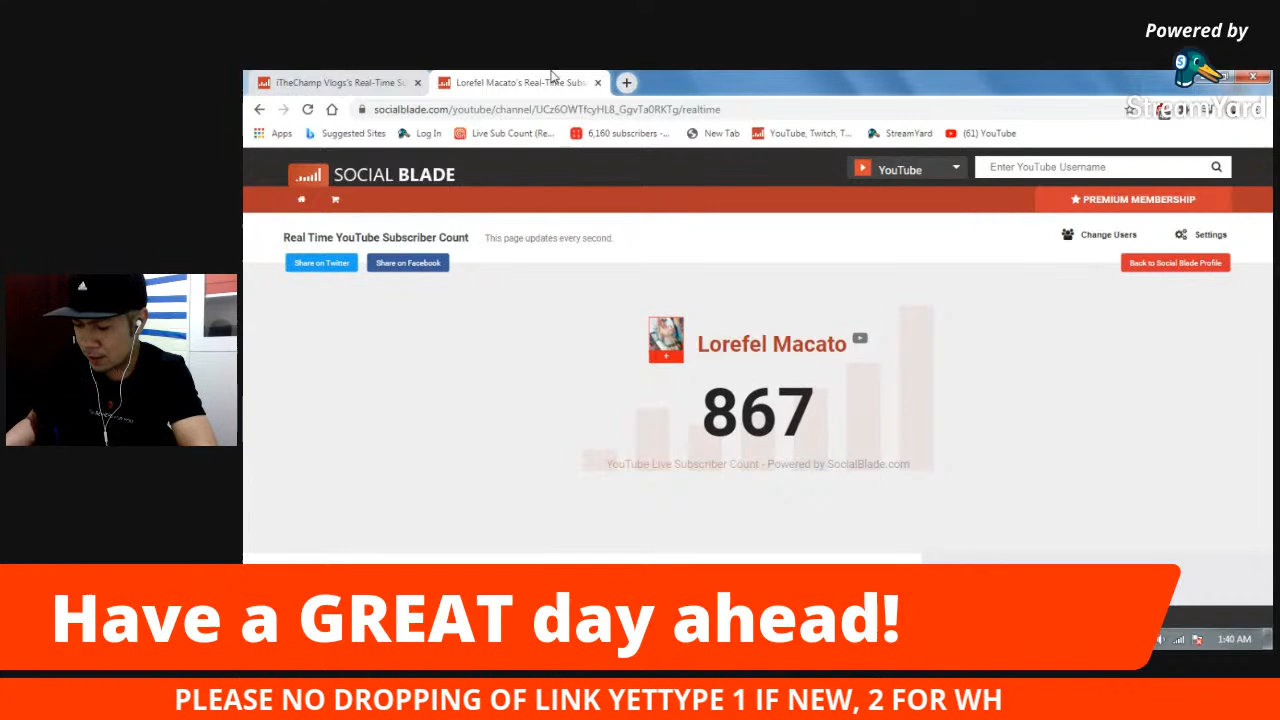 Powered by
StreamYard
iTheChamp Vlogs's Real-Time Su
Lorefel Macato's Real-Time Subs
socialblade.com/youtube/channel/UCz6OWTfcyHL8_GgvTa0RKTg/realtime
Apps Suggested Sites Log In Live Sub Count (Re... 6,160 subscribers -... New Tab YouTube, Twitch, T... StreamYard (61) YouTube
SOCIAL BLADE YouTube Enter YouTube Username
PREMIUM MEMBERSHIP
Real Time YouTube Subscriber Count This page updates every second. Change Users Settings
Share on Twitter Share on Facebook Back to Social Blade Profile
Lorefel Macato
867
YouTube Live Subscriber Count - Powered by SocialBlade.com
Have a GREAT day ahead!
1:40 AM
PLEASE NO DROPPING OF LINK YETTYPE 1 IF NEW, 2 FOR WH